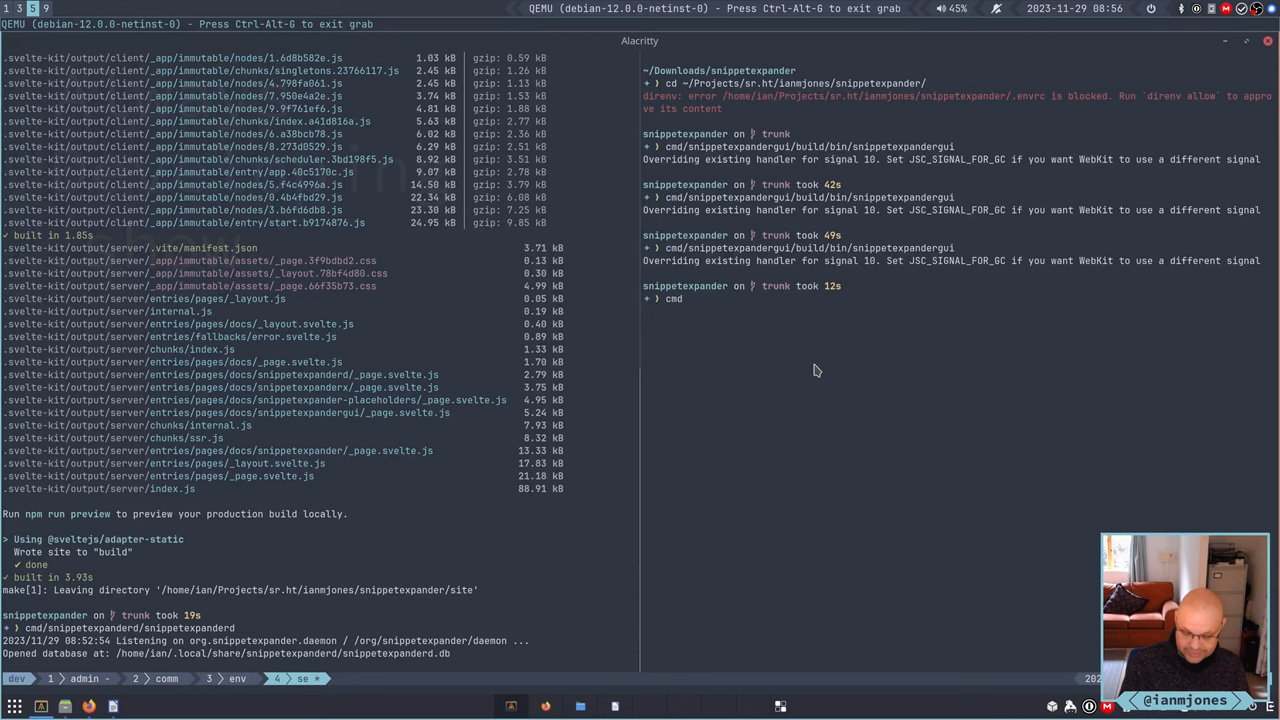 1 2 3 5 9
QEMU (debian-12.0.0-netinst-0) - Press Ctrl-Alt-G to exit grab
45%
2023-11-29 08:56
QEMU (debian-12.0.0-netinst-0) - Press Ctrl-Alt-G to exit grab
Alacritty
.svelte-kit/output/client/_app/immutable/nodes/1.6d8b582e.js 1.03 kB │ gzip: 0.59 kB
.svelte-kit/output/client/_app/immutable/chunks/singletons.23766117.js 2.45 kB │ gzip: 1.26 kB
.svelte-kit/output/client/_app/immutable/nodes/4.798fa061.js 2.45 kB │ gzip: 1.13 kB
.svelte-kit/output/client/_app/immutable/nodes/7.950e4a2e.js 3.74 kB │ gzip: 1.53 kB
.svelte-kit/output/client/_app/immutable/nodes/9.9f761ef6.js 4.81 kB │ gzip: 1.88 kB
.svelte-kit/output/client/_app/immutable/chunks/index.a41d816a.js 5.63 kB │ gzip: 2.77 kB
.svelte-kit/output/client/_app/immutable/nodes/6.a38bcb78.js 6.02 kB │ gzip: 2.36 kB
.svelte-kit/output/client/_app/immutable/nodes/8.273d0529.js 6.29 kB │ gzip: 2.51 kB
.svelte-kit/output/client/_app/immutable/chunks/scheduler.3bd198f5.js 8.92 kB │ gzip: 3.51 kB
.svelte-kit/output/client/_app/immutable/entry/app.40c5170c.js 9.07 kB │ gzip: 2.78 kB
.svelte-kit/output/client/_app/immutable/nodes/5.f4c4996a.js 14.50 kB │ gzip: 3.79 kB
.svelte-kit/output/client/_app/immutable/nodes/0.4b4fbd29.js 22.34 kB │ gzip: 6.08 kB
.svelte-kit/output/client/_app/immutable/nodes/3.b6fd6db8.js 23.30 kB │ gzip: 7.25 kB
.svelte-kit/output/client/_app/immutable/entry/start.b9174876.js 24.95 kB │ gzip: 9.85 kB
✓ built in 1.85s
.svelte-kit/output/server/.vite/manifest.json 3.71 kB
.svelte-kit/output/server/_app/immutable/assets/_page.3f9bdbd2.css 0.13 kB
.svelte-kit/output/server/_app/immutable/assets/_layout.78bf4d80.css 0.30 kB
.svelte-kit/output/server/_app/immutable/assets/_page.66f35b73.css 4.99 kB
.svelte-kit/output/server/entries/pages/_layout.js 0.05 kB
.svelte-kit/output/server/internal.js 0.19 kB
.svelte-kit/output/server/entries/pages/docs/_layout.svelte.js 0.40 kB
.svelte-kit/output/server/entries/fallbacks/error.svelte.js 0.89 kB
.svelte-kit/output/server/chunks/index.js 1.33 kB
.svelte-kit/output/server/entries/pages/docs/_page.svelte.js 1.70 kB
.svelte-kit/output/server/entries/pages/docs/snippetexpanderd/_page.svelte.js 2.79 kB
.svelte-kit/output/server/entries/pages/docs/snippetexpanderx/_page.svelte.js 3.75 kB
.svelte-kit/output/server/entries/pages/docs/snippetexpander-placeholders/_page.svelte.js 4.95 kB
.svelte-kit/output/server/entries/pages/docs/snippetexpandergui/_page.svelte.js 5.24 kB
.svelte-kit/output/server/chunks/internal.js 7.93 kB
.svelte-kit/output/server/chunks/ssr.js 8.32 kB
.svelte-kit/output/server/entries/pages/docs/snippetexpander/_page.svelte.js 13.33 kB
.svelte-kit/output/server/entries/pages/_layout.svelte.js 17.83 kB
.svelte-kit/output/server/entries/pages/_page.svelte.js 21.18 kB
.svelte-kit/output/server/index.js 88.91 kB
Run npm run preview to preview your production build locally.
> Using @sveltejs/adapter-static
Wrote site to "build"
✔ done
✓ built in 3.93s
make[1]: Leaving directory '/home/ian/Projects/sr.ht/ianmjones/snippetexpander/site'
snippetexpander on trunk took 19s
✦ ❯ cmd/snippetexpanderd/snippetexpanderd
2023/11/29 08:52:54 Listening on org.snippetexpander.daemon / /org/snippetexpander/daemon ...
Opened database at: /home/ian/.local/share/snippetexpanderd/snippetexpanderd.db
~/Downloads/snippetexpander
✦ ❯ cd ~/Projects/sr.ht/ianmjones/snippetexpander/
direnv: error /home/ian/Projects/sr.ht/ianmjones/snippetexpander/.envrc is blocked. Run `direnv allow` to appro
ve its content
snippetexpander on trunk
✦ ❯ cmd/snippetexpandergui/build/bin/snippetexpandergui
Overriding existing handler for signal 10. Set JSC_SIGNAL_FOR_GC if you want WebKit to use a different signal
snippetexpander on trunk took 42s
✦ ❯ cmd/snippetexpandergui/build/bin/snippetexpandergui
Overriding existing handler for signal 10. Set JSC_SIGNAL_FOR_GC if you want WebKit to use a different signal
snippetexpander on trunk took 49s
✦ ❯ cmd/snippetexpandergui/build/bin/snippetexpandergui
Overriding existing handler for signal 10. Set JSC_SIGNAL_FOR_GC if you want WebKit to use a different signal
snippetexpander on trunk took 12s
✦ ❯ cmd
dev 1 admin - 2 comm 3 env 4 se *
@ianmjones